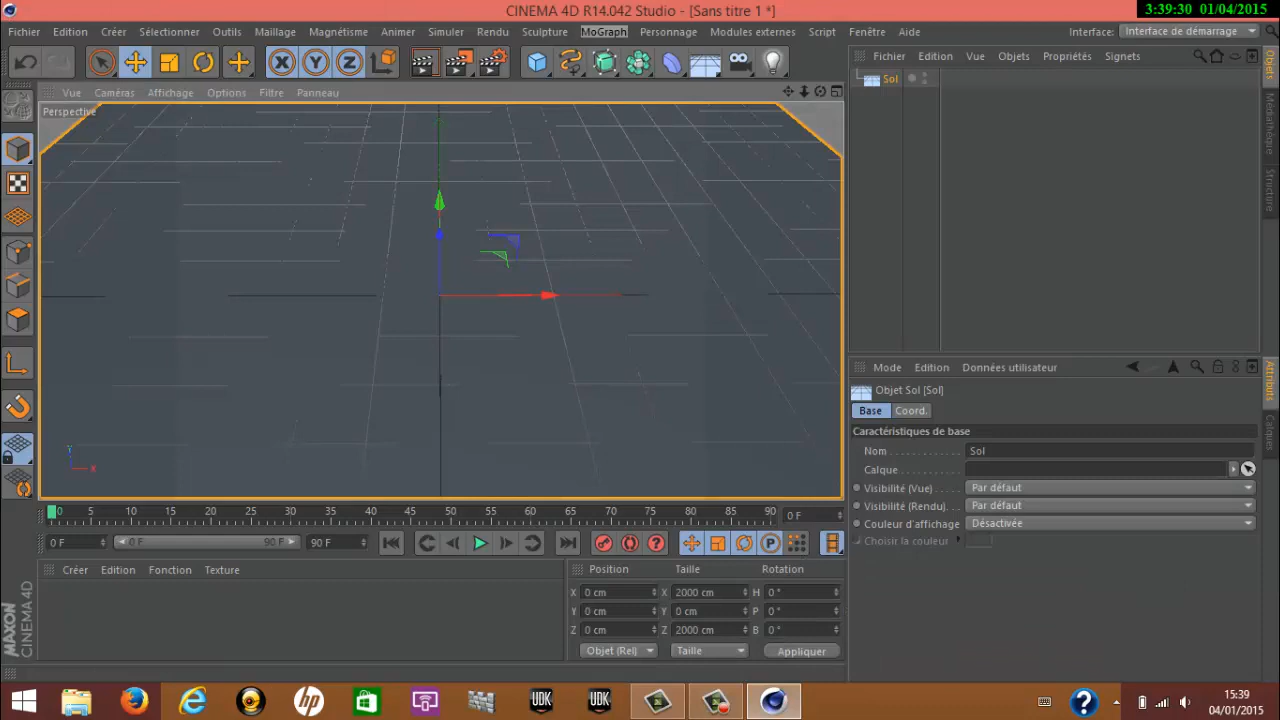 CINEMA 4D R14.042 Studio - [Sans titre 1 *]
3:39:30 01/04/2015
Fichier Edition Créer Sélectionner Outils Maillage Magnétisme Animer Simuler Rendu Sculpture MoGraph Personnage Modules externes Script Fenêtre Aide Interface: Interface de démarrage
Fichier Edition Vue Objets Propriétés Signets
Sol
Vue Caméras Affichage Options Filtre Panneau
Perspective
X Y Z
Objets
Médiathèque
Structure
Mode Edition Données utilisateur
Objet Sol [Sol]
Base Coord.
Caractéristiques de base
Nom Sol
Calque
Visibilité (Vue) Par défaut
Visibilité (Rendu) Par défaut
Couleur d'affichage Désactivée
Choisir la couleur
Attributs
Calques
Y X
0 5 10 15 20 25 30 35 40 45 50 55 60 65 70 75 80 85 90 0 F
0 F 0 F 90 F 90 F
Créer Edition Fonction Texture
Position Taille Rotation
X 0 cm X 2000 cm H 0 °
Y 0 cm Y 0 cm P 0 °
Z 0 cm Z 2000 cm B 0 °
Objet (Rel) Taille Appliquer
MAXON
CINEMA 4D
hp
UDK
UDK
15:39
04/01/2015